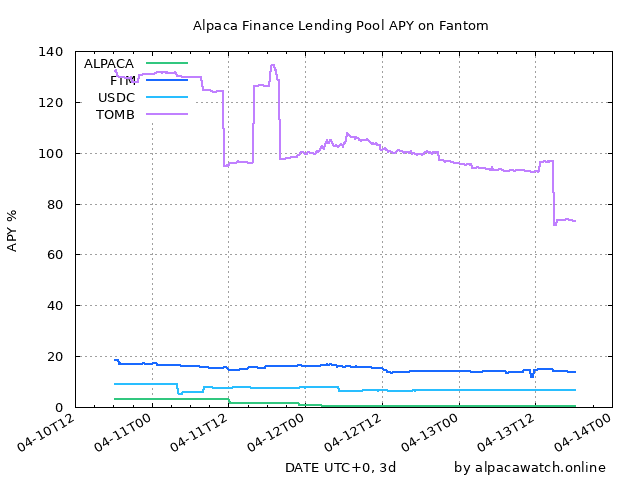 Alpaca Finance Lending Pool APY on Fantom
140
120
100
80
60
40
20
0
APY %
ALPACA
FTM
USDC
TOMB
04-10T12
04-11T00
04-11T12
04-12T00
04-12T12
04-13T00
04-13T12
04-14T00
DATE UTC+0, 3d
by alpacawatch.online